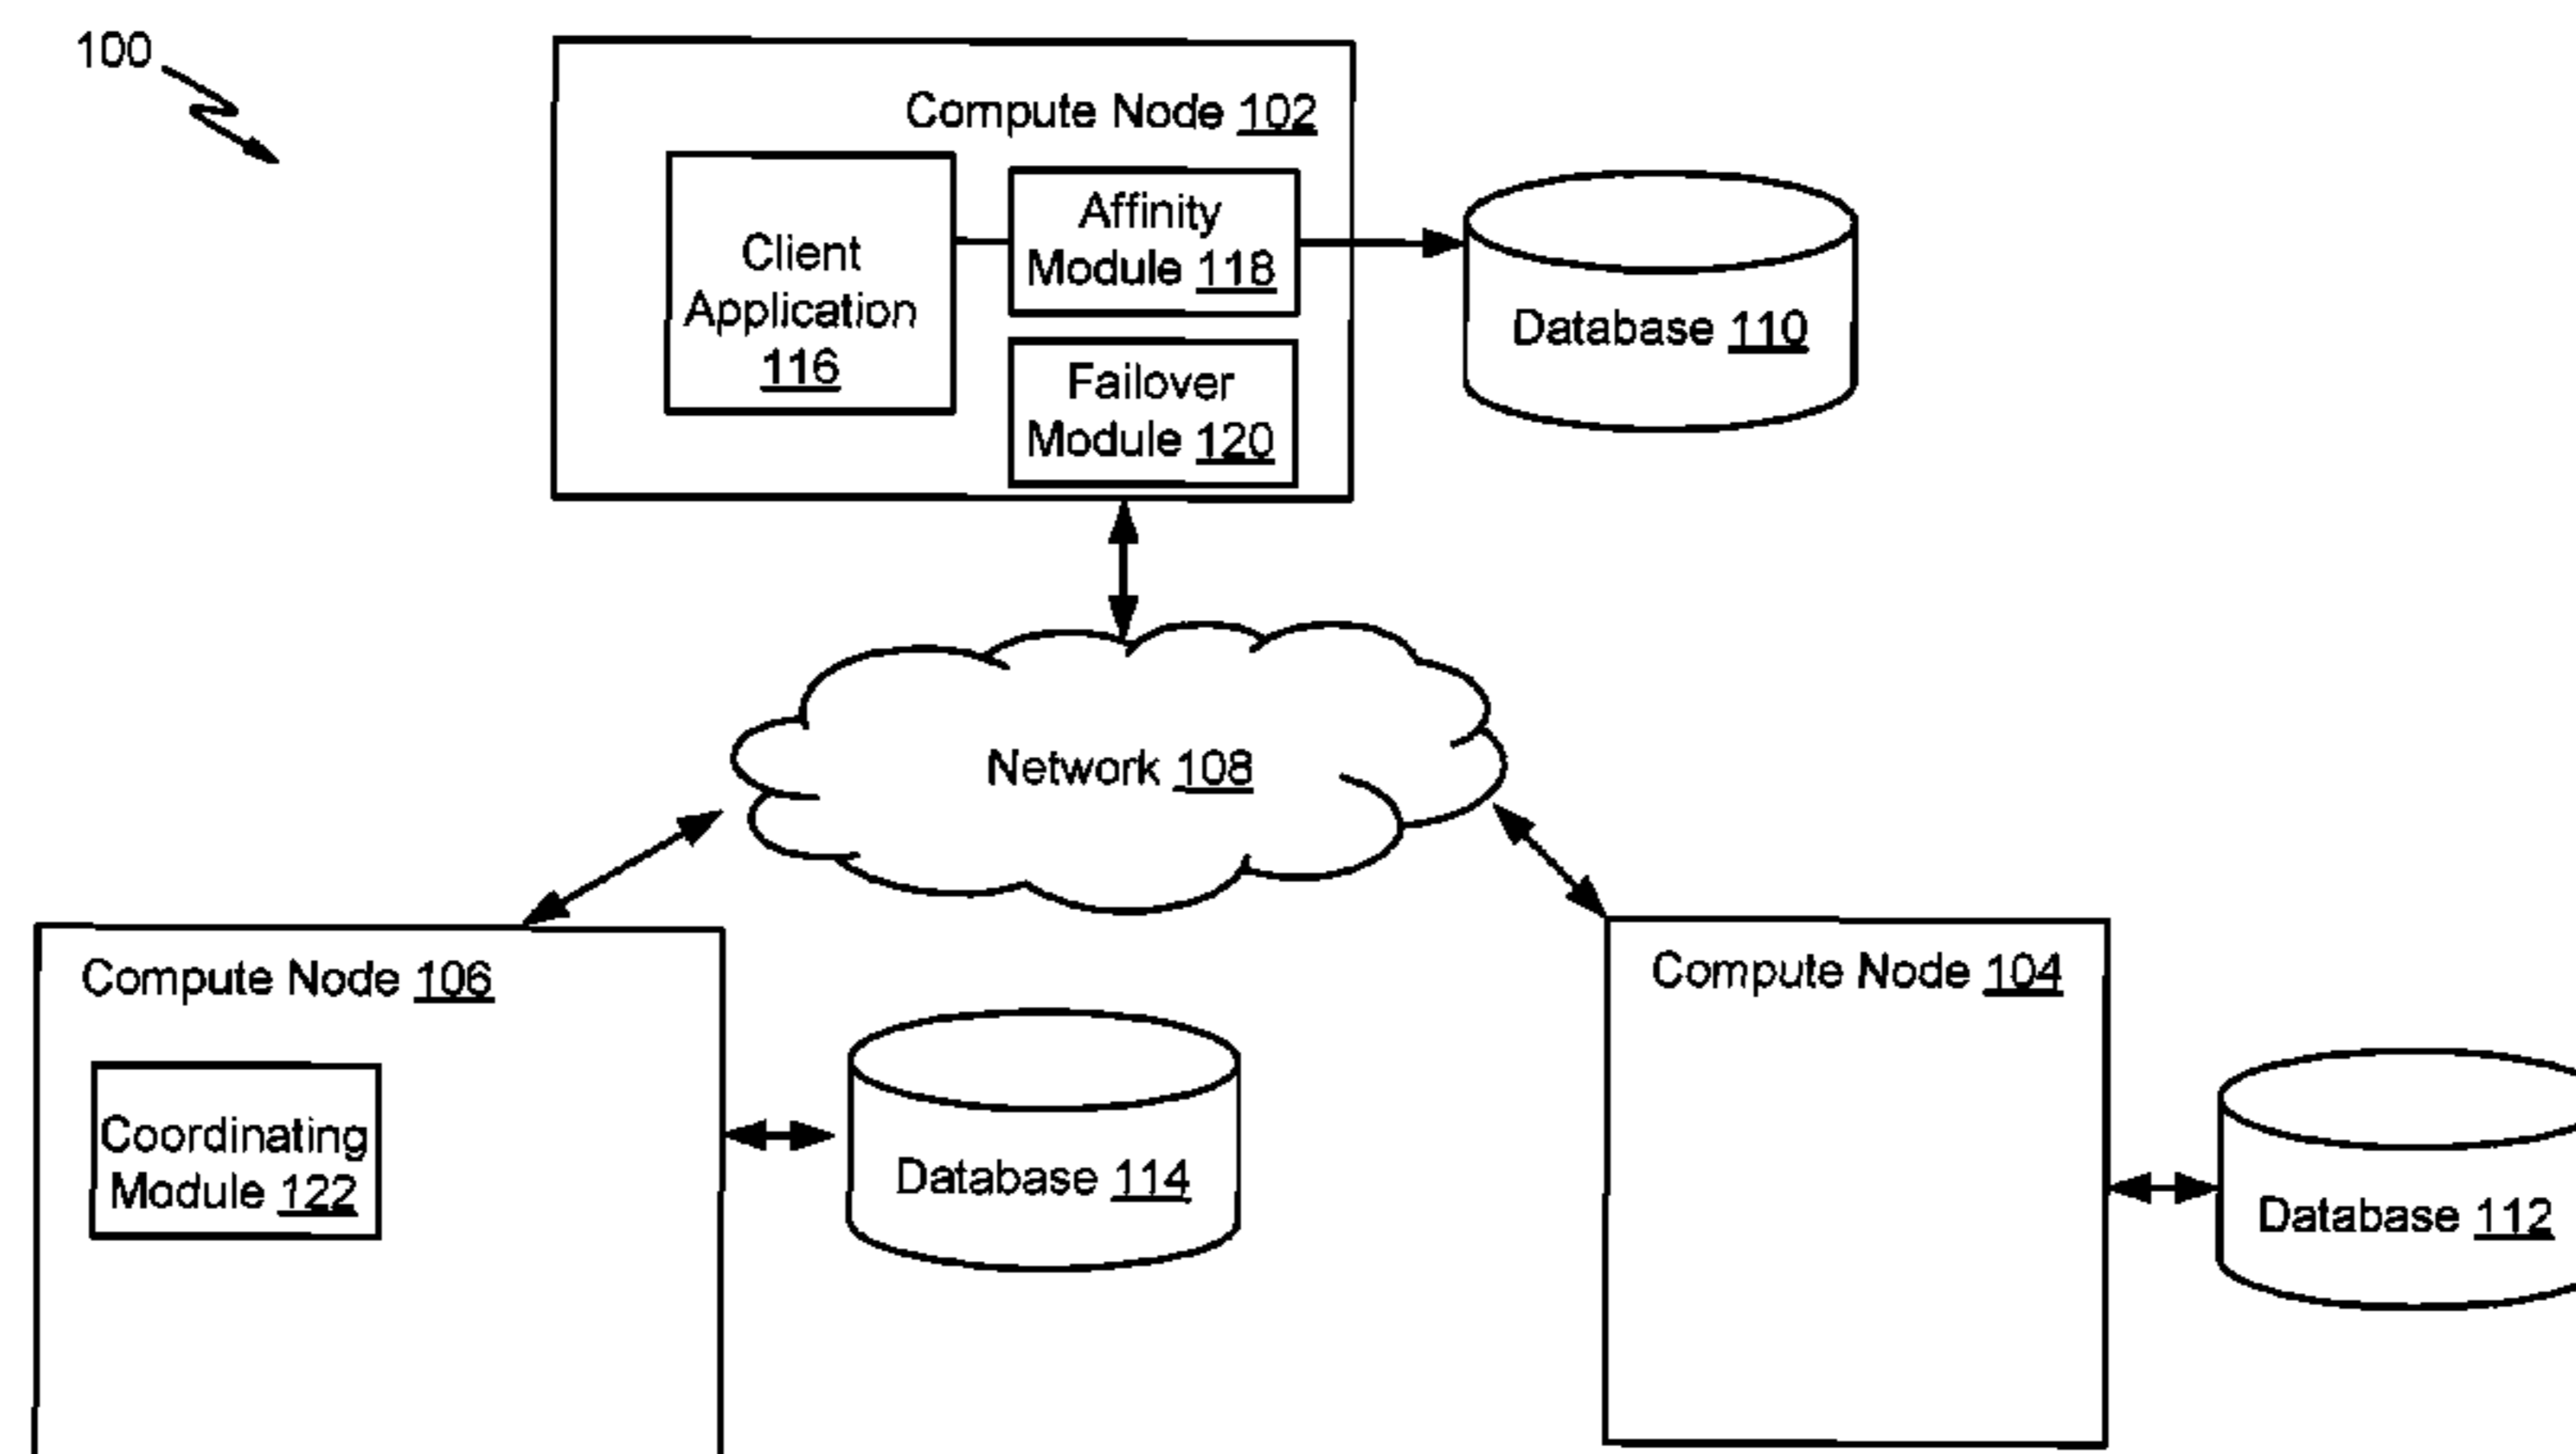 100
Compute Node 102
Client
Application
116
Affinity
Module 118
Failover
Module 120
Database 110
Network 108
Compute Node 106
Coordinating
Module 122
Database 114
Compute Node 104
Database 112